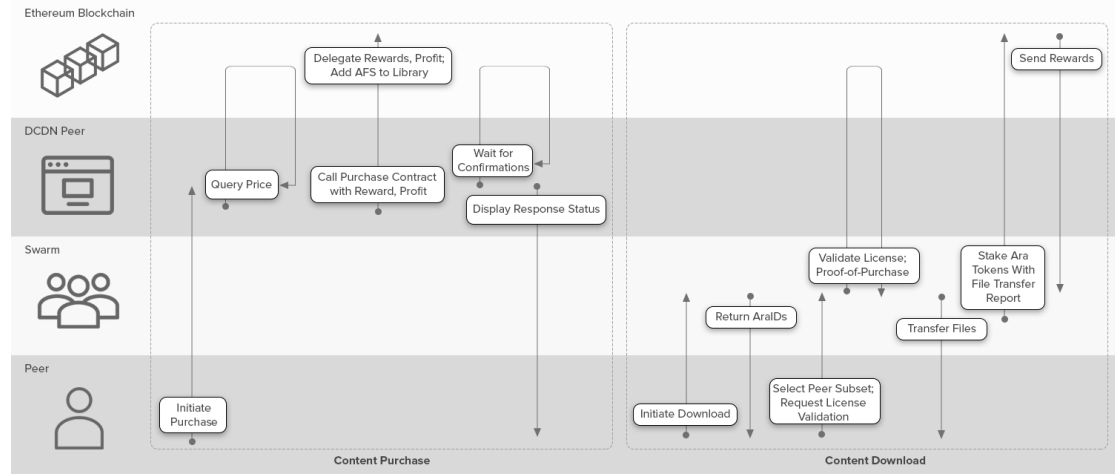 Ethereum Blockchain
Delegate Rewards, Profit;
Add AFS to Library
Send Rewards
DCDN Peer
Query Price
Call Purchase Contract
with Reward, Profit
Wait for
Confirmations
Display Response Status
Swarm
Validate License;
Proof-of-Purchase
Stake Ara
Tokens With
File Transfer
Report
Return AraIDs
Transfer Files
Peer
Initiate
Purchase
Initiate Download
Select Peer Subset;
Request License
Validation
Content Purchase
Content Download